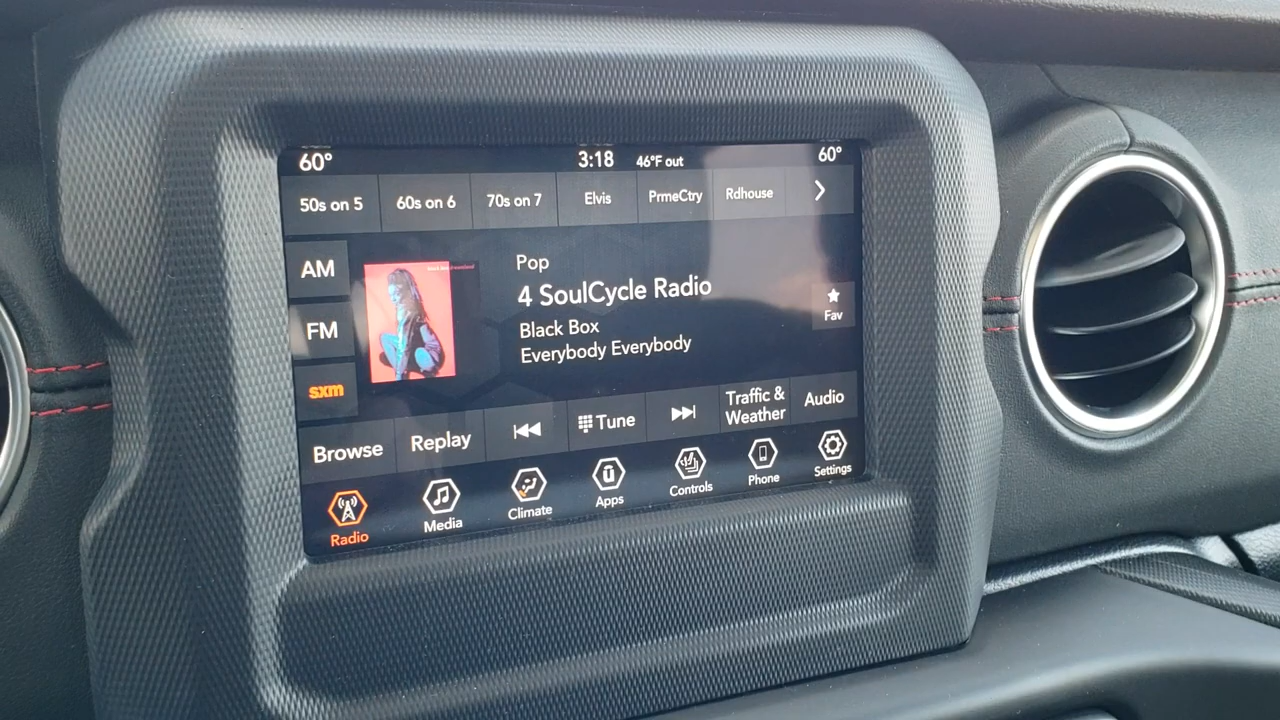 60° 3:18 46°F out 60°
50s on 5 60s on 6 70s on 7 Elvis PrmeCtry Rdhouse
AM
FM
sxm
Pop
4 SoulCycle Radio
Black Box
Everybody Everybody
Fav
Browse Replay Tune Traffic & Weather Audio
Radio Media Climate Apps Controls Phone Settings